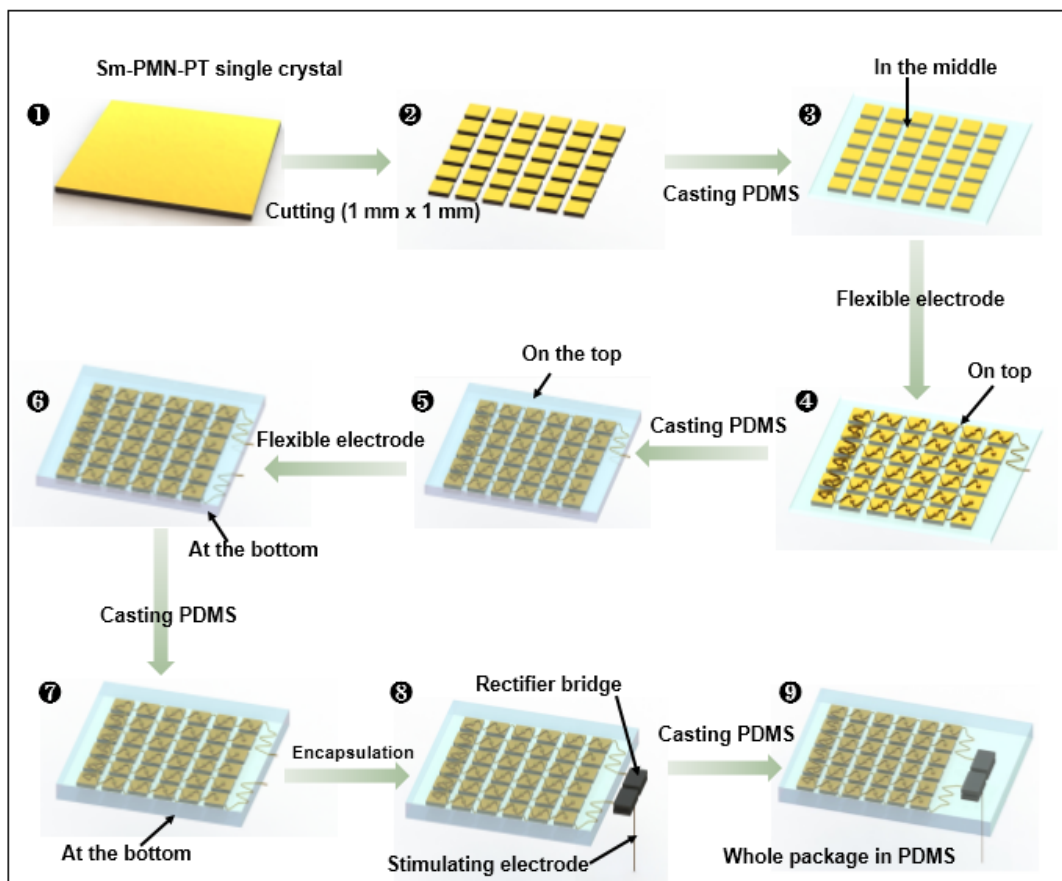 Sm-PMN-PT single crystal
In the middle
❶
❷
❸
Cutting (1 mm x 1 mm)
Casting PDMS
Flexible electrode
On the top
On top
❻
❺
❹
Flexible electrode
Casting PDMS
At the bottom
Casting PDMS
❼
❽
❾
Rectifier bridge
Encapsulation
Casting PDMS
At the bottom
Stimulating electrode
Whole package in PDMS